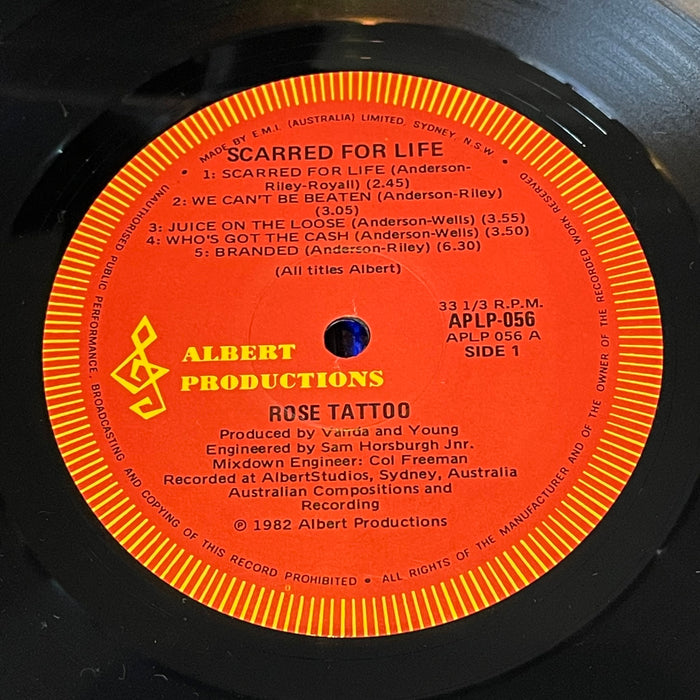 MADE BY E.M.I. (AUSTRALIA) LIMITED, SYDNEY, N.S.W. •
SCARRED FOR LIFE
1: SCARRED FOR LIFE (Anderson-
Riley-Royall) (2.45)
2: WE CAN'T BE BEATEN (Anderson-Riley)
(3.05)
3: JUICE ON THE LOOSE (Anderson-Wells) (3.55)
4: WHO'S GOT THE CASH (Anderson-Wells) (3.50)
5: BRANDED (Anderson-Riley) (6.30)
(All titles Albert)
33 1/3 R.P.M.
APLP-056
APLP 056 A
SIDE 1
ALBERT
PRODUCTIONS
ROSE TATTOO
Produced by Vanda and Young
Engineered by Sam Horsburgh Jnr.
Mixdown Engineer: Col Freeman
Recorded at AlbertStudios, Sydney, Australia
Australian Compositions and
Recording
℗ 1982 Albert Productions
• UNAUTHORISED PUBLIC PERFORMANCE, BROADCASTING AND COPYING OF THIS RECORD PROHIBITED • ALL RIGHTS OF THE MANUFACTURER AND OF THE OWNER OF THE RECORDED WORK RESERVED •